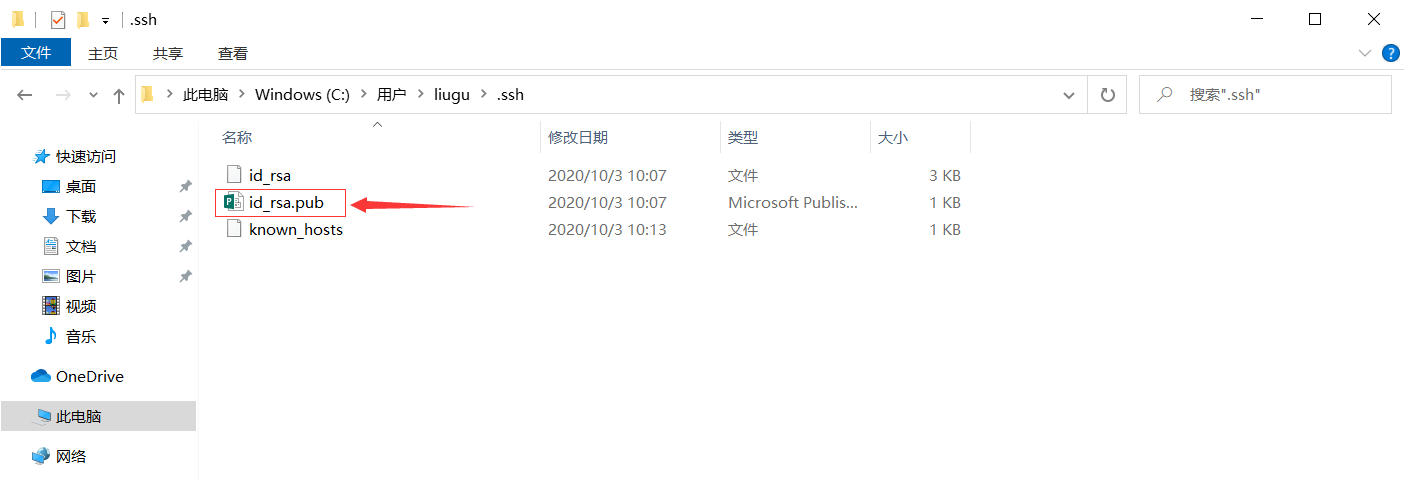 .ssh
文件 主页 共享 查看
此电脑 Windows (C:) 用户 liugu .ssh 搜索".ssh"
名称 修改日期 类型 大小
快速访问
桌面
下载
文档
图片
视频
音乐
OneDrive
此电脑
网络
id_rsa 2020/10/3 10:07 文件 3 KB
id_rsa.pub 2020/10/3 10:07 Microsoft Publis... 1 KB
known_hosts 2020/10/3 10:13 文件 1 KB